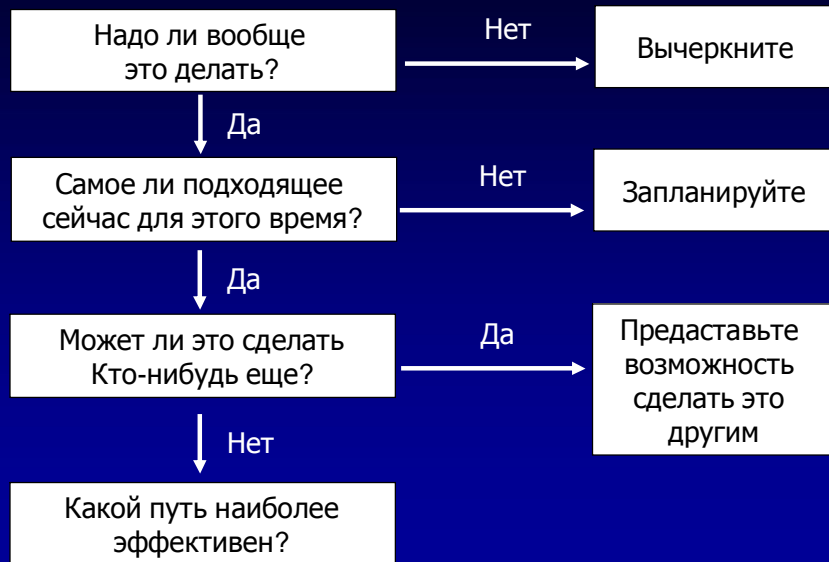 Надо ли вообще
это делать?
Нет
Вычеркните
Да
Самое ли подходящее
сейчас для этого время?
Нет
Запланируйте
Да
Может ли это сделать
Кто-нибудь еще?
Да
Предаставьте
возможность
сделать это
другим
Нет
Какой путь наиболее
эффективен?